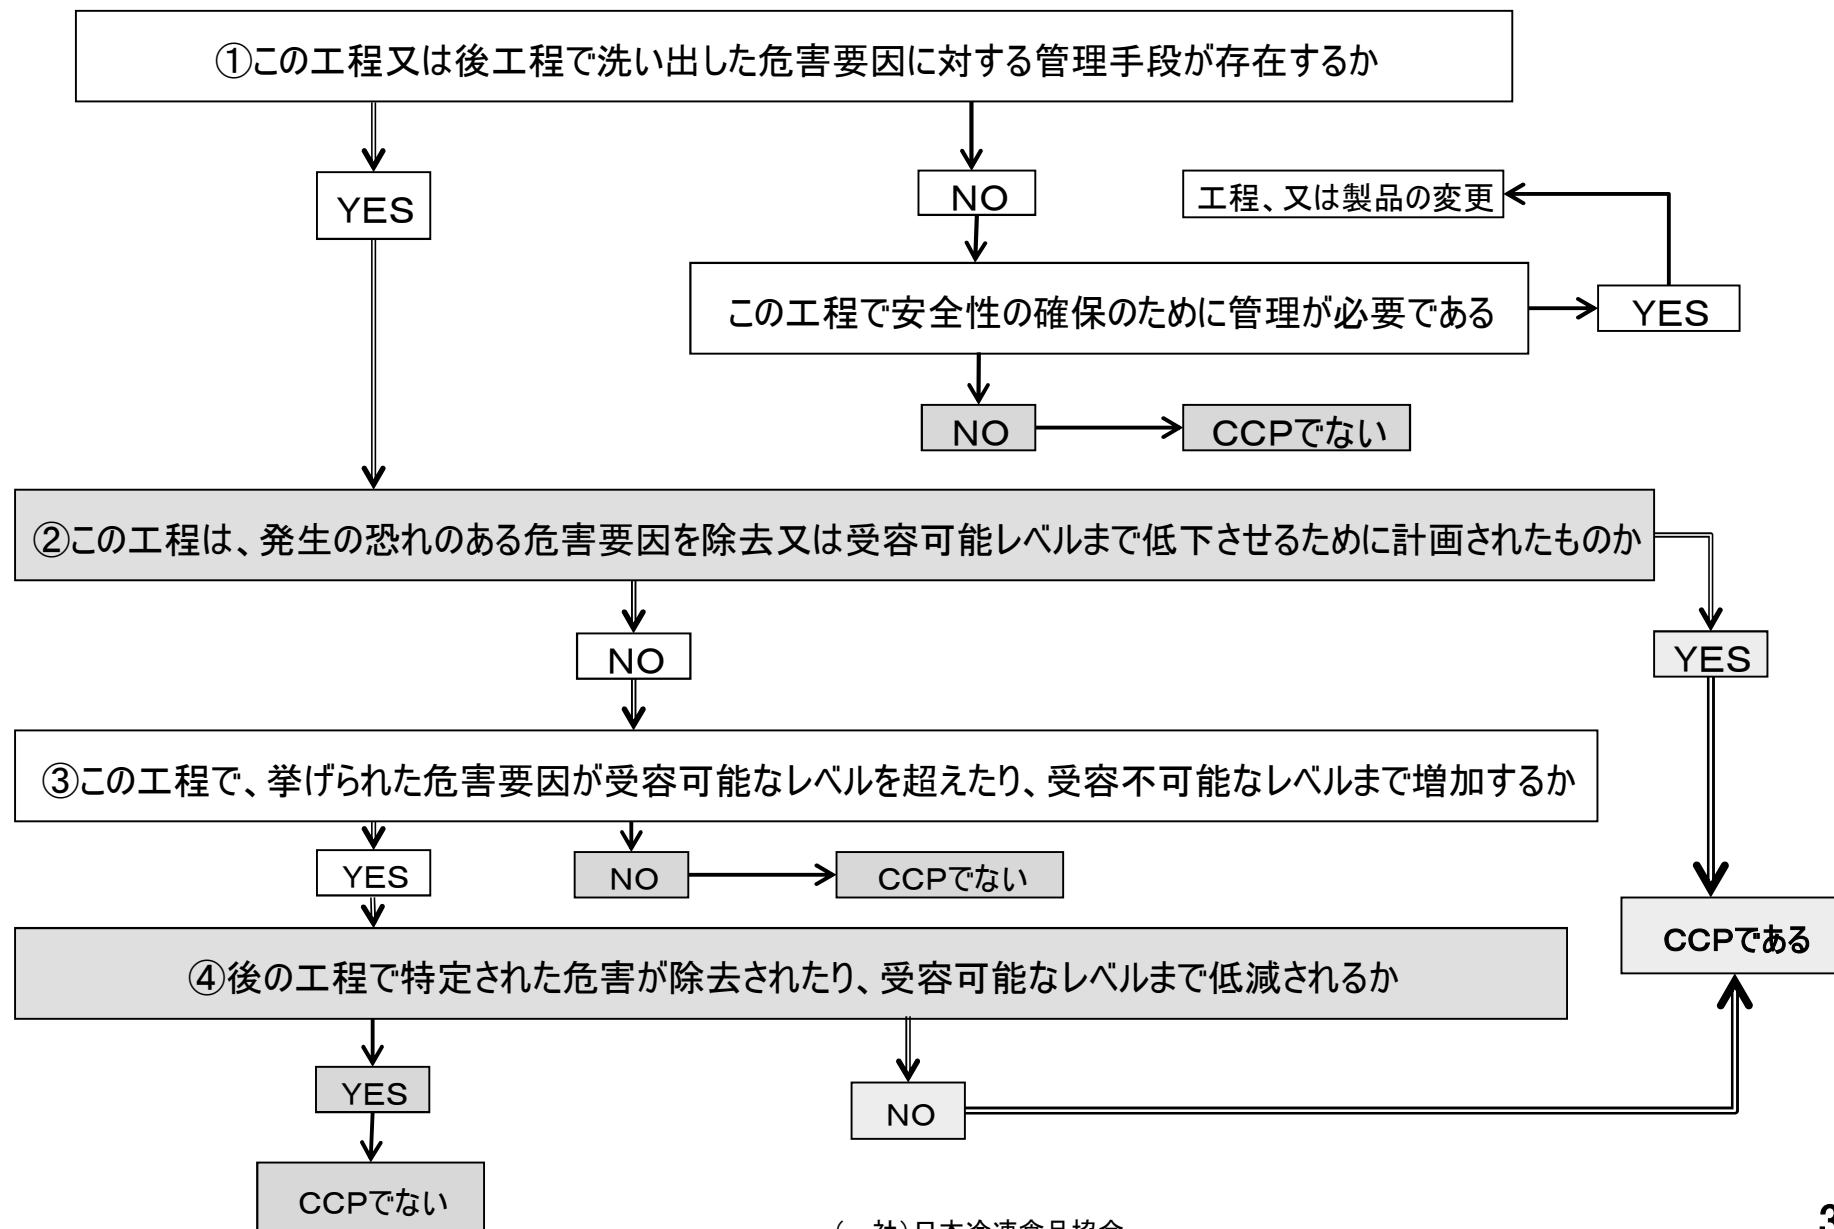 ①この工程又は後工程で洗い出した危害要因に対する管理手段が存在するか
YES
NO
工程、又は製品の変更
この工程で安全性の確保のために管理が必要である
YES
NO
CCPでない
②この工程は、発生の恐れのある危害要因を除去又は受容可能レベルまで低下させるために計画されたものか
NO
YES
③この工程で、挙げられた危害要因が受容可能なレベルを超えたり、受容不可能なレベルまで増加するか
YES
NO
CCPでない
CCPである
④後の工程で特定された危害が除去されたり、受容可能なレベルまで低減されるか
YES
NO
CCPでない
(一社)日本冷凍食品協会
3